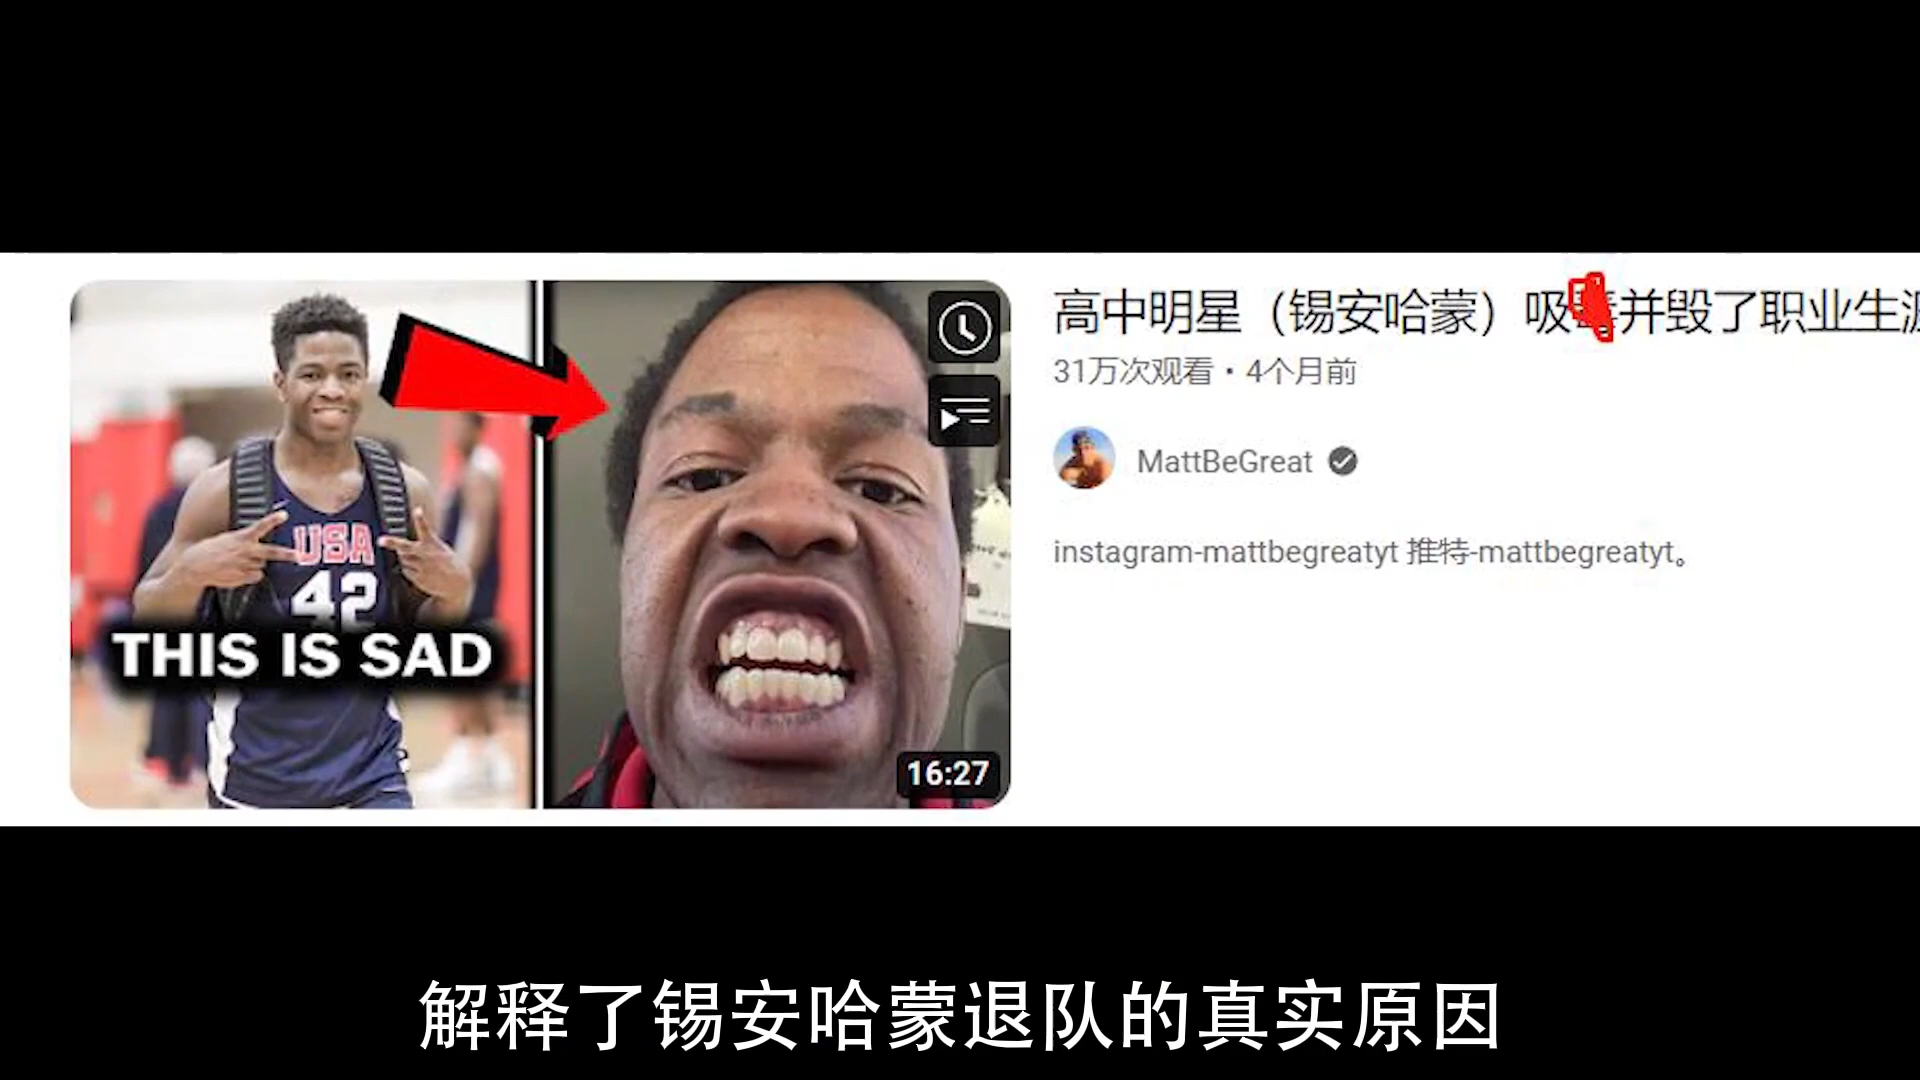 高中明星（锡安哈蒙）吸毒并毁了职业生涯
31万次观看・4个月前
MattBeGreat
instagram-mattbegreatyt 推特-mattbegreatyt。
USA
42
THIS IS SAD
16:27
解释了锡安哈蒙退队的真实原因